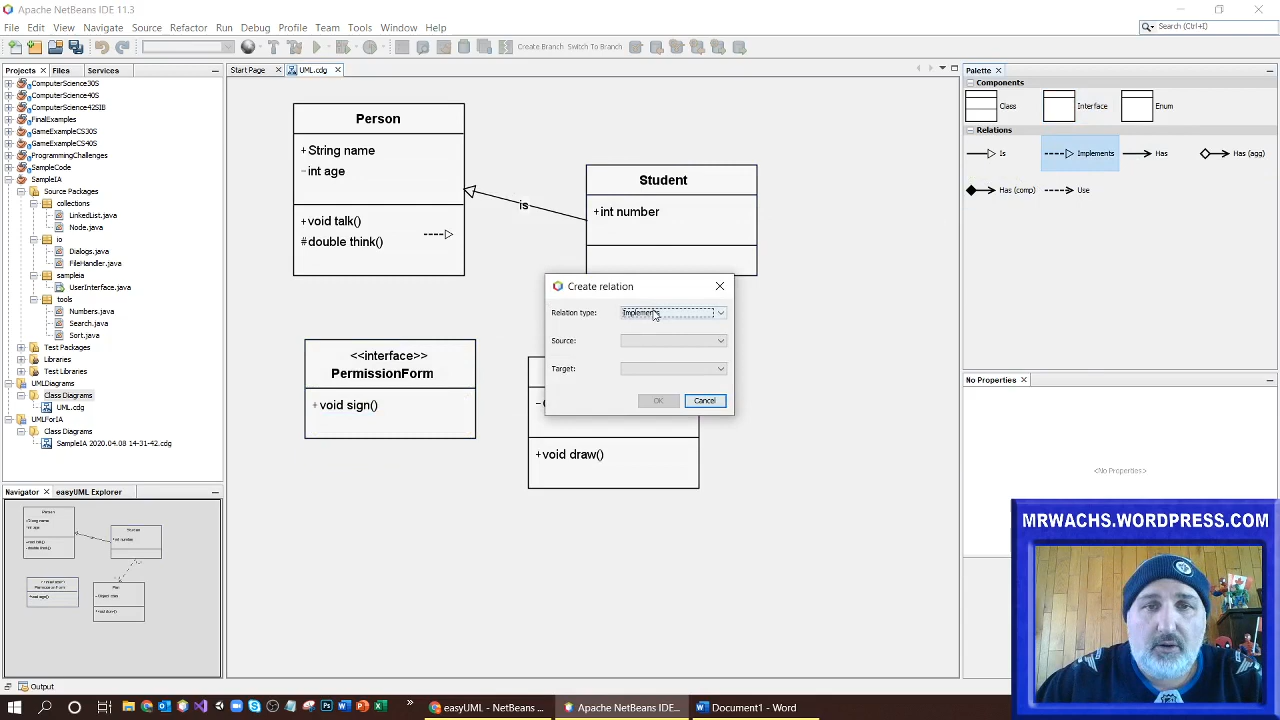 Apache NetBeans IDE 11.3
File Edit View Navigate Source Refactor Run Debug Profile Team Tools Window Help
Search (Ctrl+I)
Create Branch Switch To Branch
Projects Files Services
Start Page UML.cdg
Palette
ComputerScience30S
ComputerScience40S
ComputerScience42SIB
FinalExamples
GameExampleCS30S
GameExampleCS40S
ProgrammingChallenges
SampleCode
SampleIA
Source Packages
collections
LinkedList.java
Node.java
io
Dialogs.java
FileHandler.java
sampleia
UserInterface.java
tools
Numbers.java
Search.java
Sort.java
Test Packages
Libraries
Test Libraries
UMLDiagrams
Class Diagrams
UML.cdg
UMLForIA
Class Diagrams
SampleIA 2020.04.08 14-31-42.cdg
Navigator easyUML Explorer
Person
+String name
-int age
+void talk()
#double think()
is
Student
+int number
<<interface>>
PermissionForm
+void sign()
+void draw()
Create relation
Relation type: Implements
Source:
Target:
OK Cancel
Components
Class Interface Enum
Relations
Is Implements Has Has (agg)
Has (comp) Use
No Properties
<No Properties>
MRWACHS.WORDPRESS.COM
Output
easyUML - NetBeans ... Apache NetBeans IDE... Document1 - Word